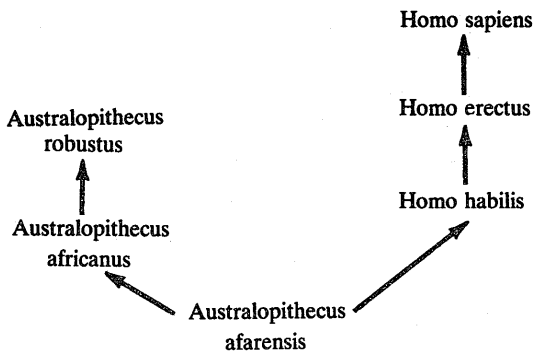 Homo sapiens
Homo erectus
Australopithecus
robustus
Homo habilis
Australopithecus
africanus
Australopithecus
afarensis